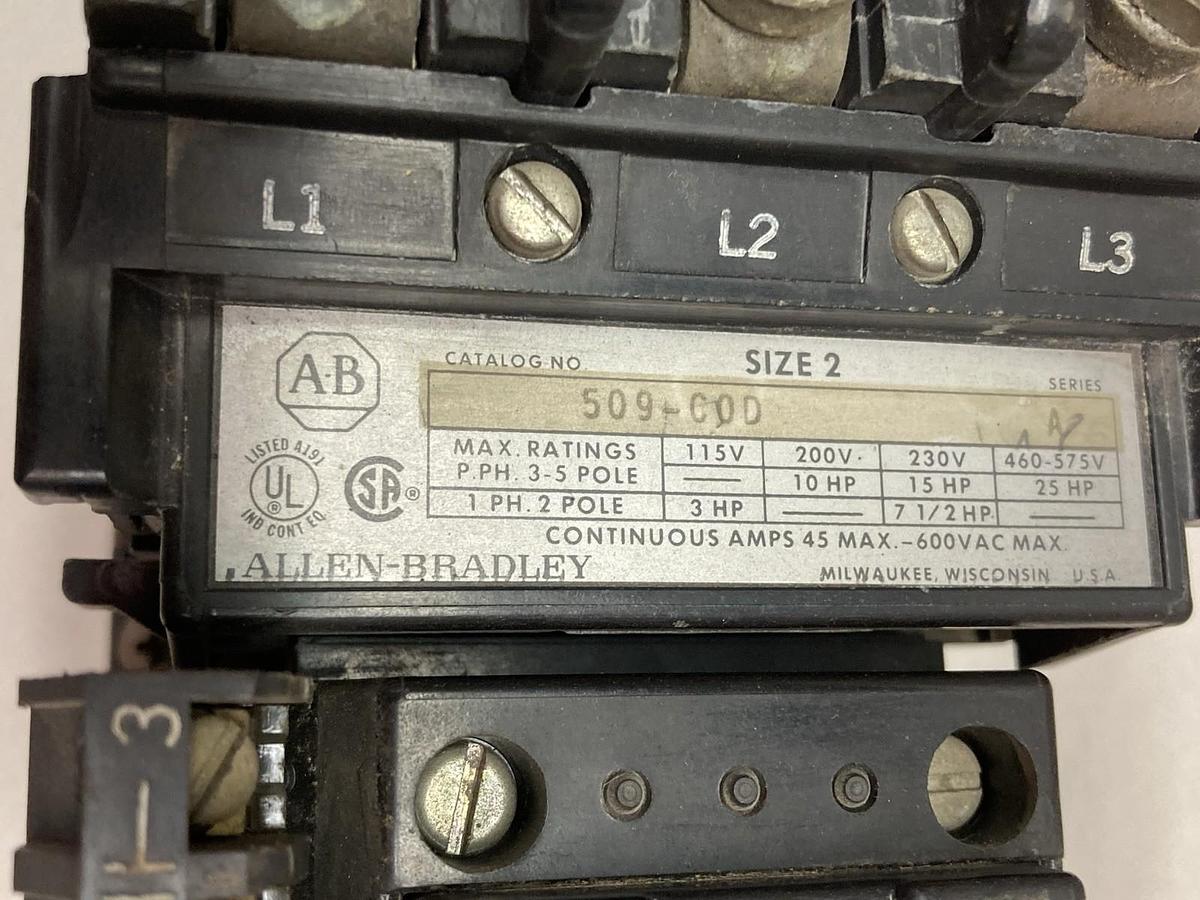 L1 L2 L3
A-B CATALOG NO SIZE 2 SERIES
509-COD A
MAX. RATINGS 115V 200V. 230V 460-575V
P.PH. 3-5 POLE — 10 HP 15 HP 25 HP
1 PH. 2 POLE 3 HP — 7 1/2 HP. —
CONTINUOUS AMPS 45 MAX.-600VAC MAX.
LISTED A191
UL ®
IND CONT EQ.
SA ®
ALLEN-BRADLEY MILWAUKEE, WISCONSIN U.S.A.
3